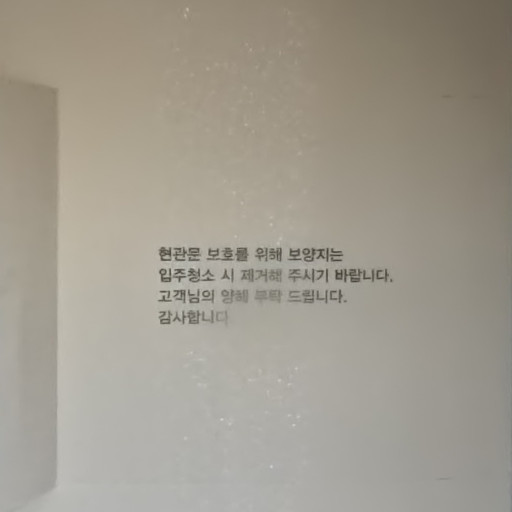 현관문 보호를 위해 보양지는
입주청소 시 제거해 주시기 바랍니다.
고객님의 양해 부탁 드립니다.
감사합니다